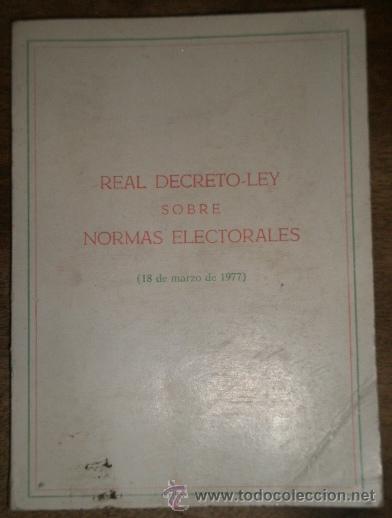 REAL DECRETO-LEY
SOBRE
NORMAS ELECTORALES
(18 de marzo de 1977)
www.todocoleccion.net